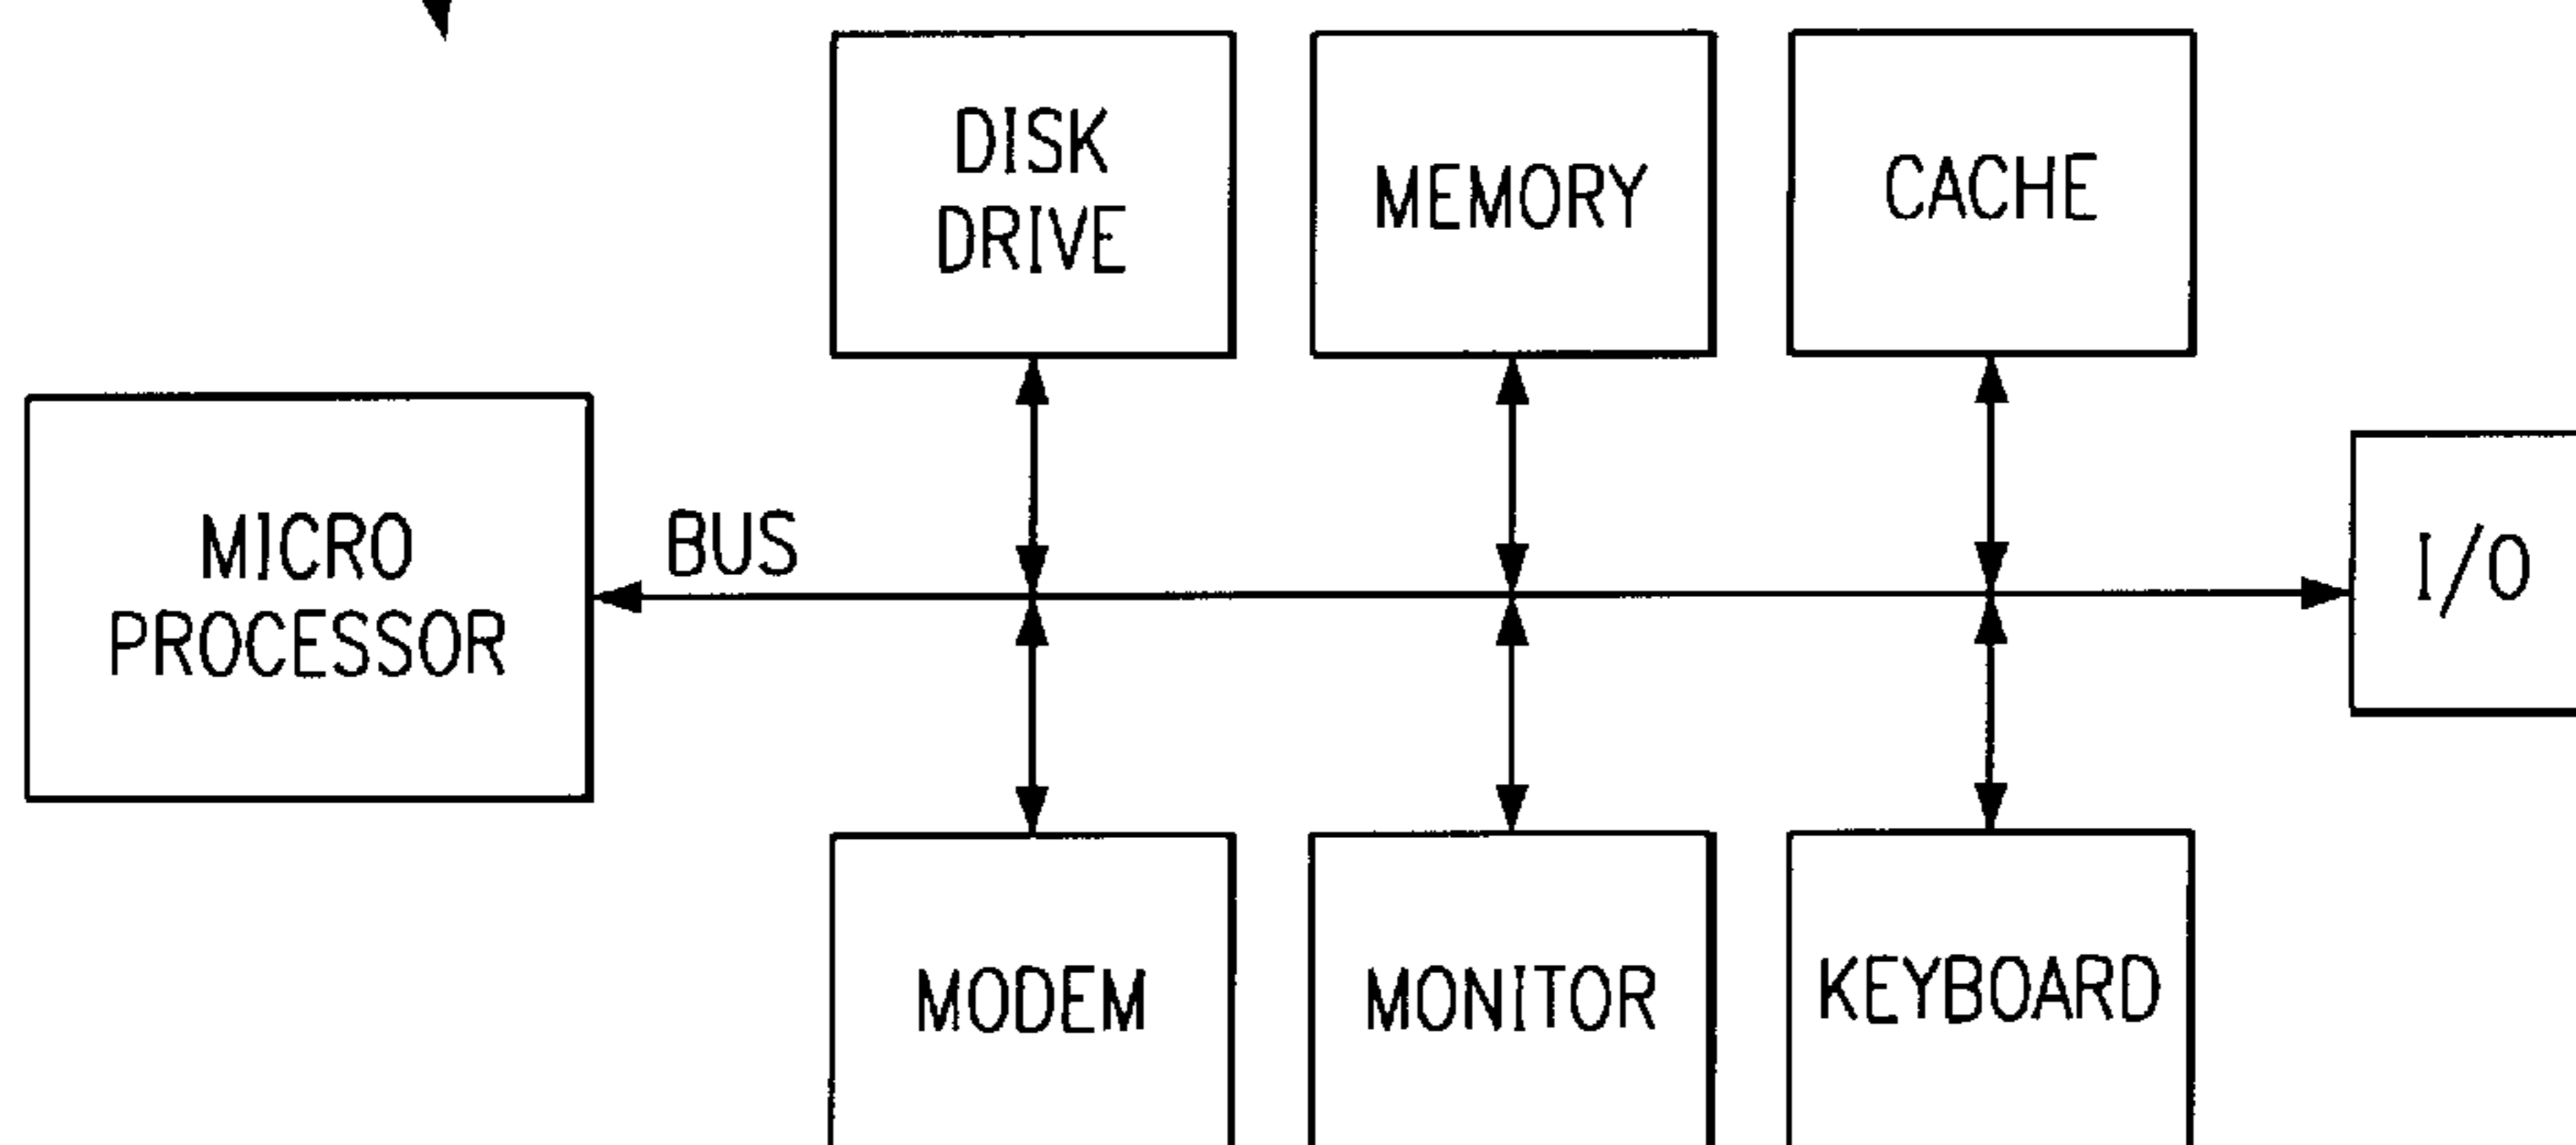 DISK
DRIVE
MEMORY
CACHE
MICRO
PROCESSOR
BUS
I/O
MODEM
MONITOR
KEYBOARD